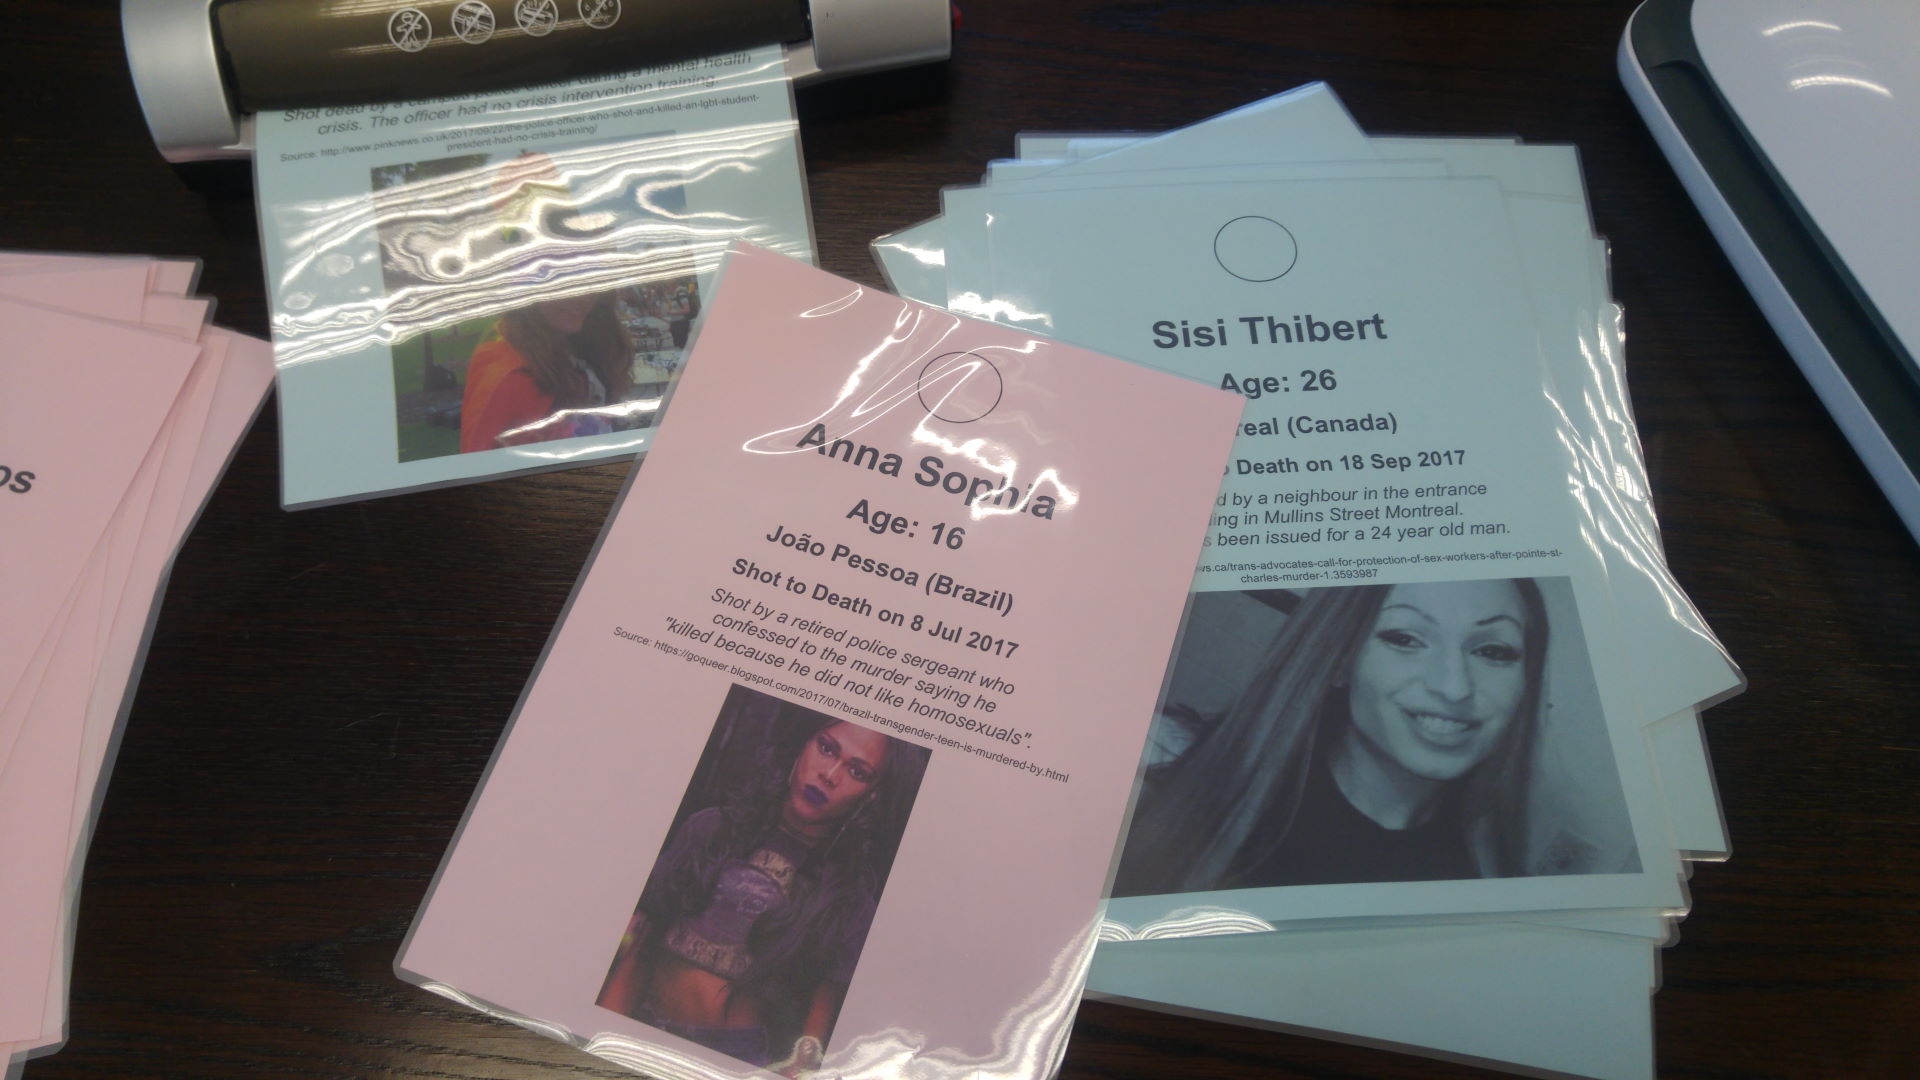 Shot dead by a campus police officer during a mental health
crisis. The officer had no crisis intervention training.
Source: http://www.pinknews.co.uk/2017/09/22/the-police-officer-who-shot-and-killed-an-lgbt-student-
president-had-no-crisis-training/
os
Anna Sophia
Age: 16
João Pessoa (Brazil)
Shot to Death on 8 Jul 2017
Shot by a retired police sergeant who
confessed to the murder saying he
"killed because he did not like homosexuals".
Source: https://goqueer.blogspot.com/2017/07/brazil-transgender-teen-is-murdered-by.html
Sisi Thibert
Age: 26
real (Canada)
Death on 18 Sep 2017
d by a neighbour in the entrance
ling in Mullins Street Montreal.
s been issued for a 24 year old man.
ws.ca/trans-advocates-call-for-protection-of-sex-workers-after-pointe-st-
charles-murder-1.3593987